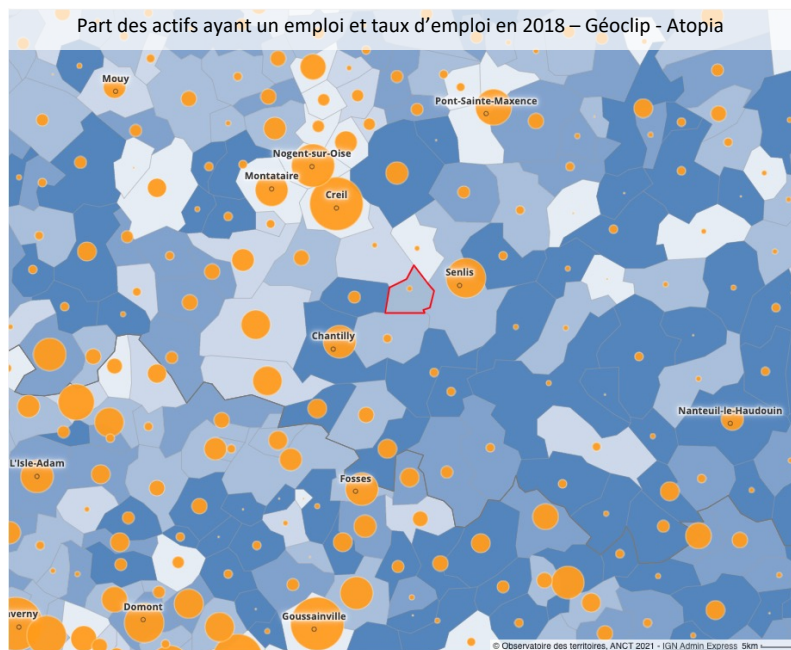 Part des actifs ayant un emploi et taux d’emploi en 2018 – Géoclip - Atopia
Mouy
Pont-Sainte-Maxence
Nogent-sur-Oise
Montataire
Creil
Senlis
Chantilly
Nanteuil-le-Haudouin
L'Isle-Adam
Fosses
Domont
Goussainville
averny
© Observatoire des territoires, ANCT 2021 - IGN Admin Express 5km